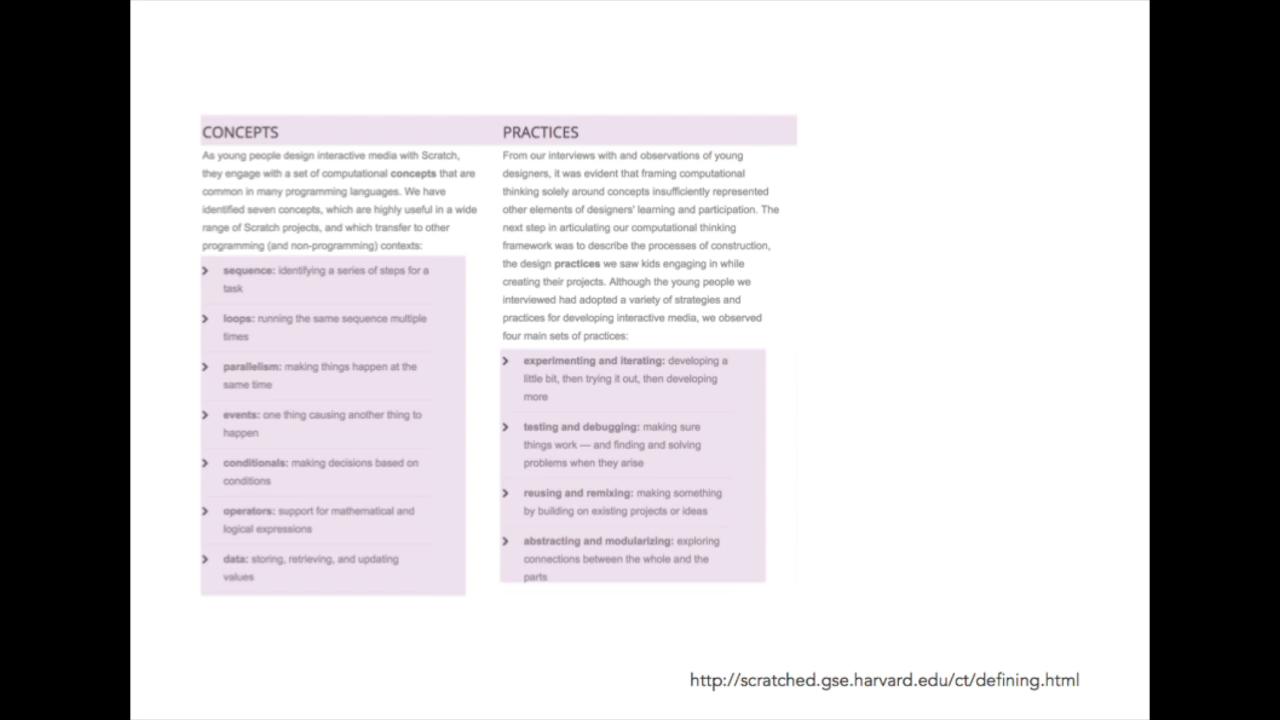 CONCEPTS
As young people design interactive media with Scratch,
they engage with a set of computational concepts that are
common in many programming languages. We have
identified seven concepts, which are highly useful in a wide
range of Scratch projects, and which transfer to other
programming (and non-programming) contexts:
sequence: identifying a series of steps for a
task
loops: running the same sequence multiple
times
parallelism: making things happen at the
same time
events: one thing causing another thing to
happen
conditionals: making decisions based on
conditions
operators: support for mathematical and
logical expressions
data: storing, retrieving, and updating
values
PRACTICES
From our interviews with and observations of young
designers, it was evident that framing computational
thinking solely around concepts insufficiently represented
other elements of designers' learning and participation. The
next step in articulating our computational thinking
framework was to describe the processes of construction,
the design practices we saw kids engaging in while
creating their projects. Although the young people we
interviewed had adopted a variety of strategies and
practices for developing interactive media, we observed
four main sets of practices:
experimenting and iterating: developing a
little bit, then trying it out, then developing
more
testing and debugging: making sure
things work — and finding and solving
problems when they arise
reusing and remixing: making something
by building on existing projects or ideas
abstracting and modularizing: exploring
connections between the whole and the
parts
http://scratched.gse.harvard.edu/ct/defining.html